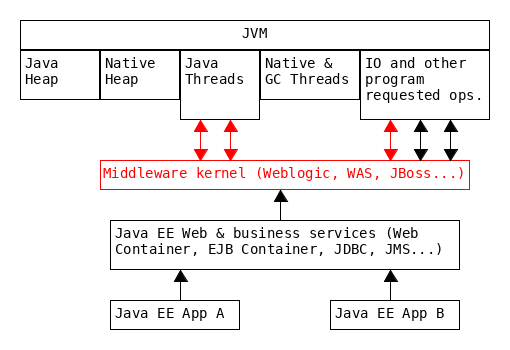 JVM
Java
Heap
Native
Heap
Java
Threads
Native &
GC Threads
IO and other
program
requested ops.
Middleware kernel (Weblogic, WAS, JBoss...)
Java EE Web & business services (Web
Container, EJB Container, JDBC, JMS...)
Java EE App A
Java EE App B